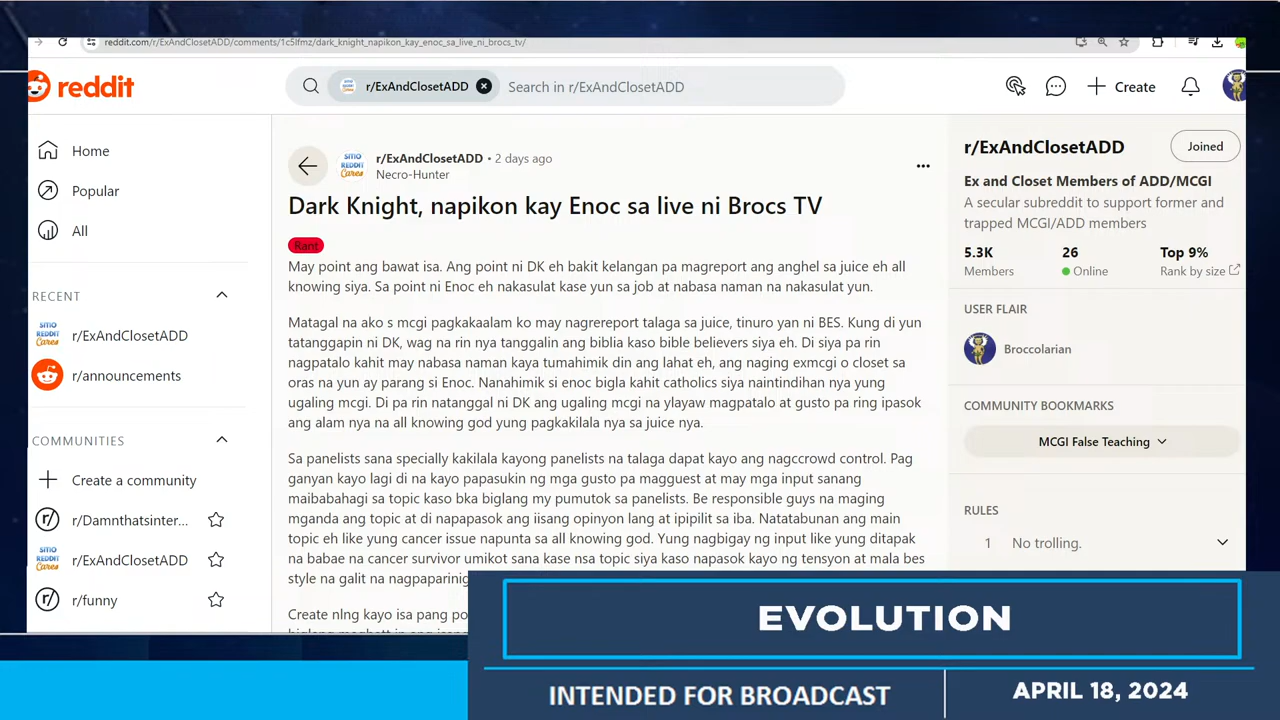 reddit.com/r/ExAndClosetADD/comments/1c5lfmz/dark_knight_napikon_kay_enoc_sa_live_ni_brocs_tv/
reddit
r/ExAndClosetADD
Search in r/ExAndClosetADD
Create
Home
Popular
All
RECENT
r/ExAndClosetADD
r/announcements
COMMUNITIES
Create a community
r/Damnthatsinter...
r/ExAndClosetADD
r/funny
SITIO
REDDIT
Cares
r/ExAndClosetADD • 2 days ago
Necro-Hunter
Dark Knight, napikon kay Enoc sa live ni Brocs TV
Rant
May point ang bawat isa. Ang point ni DK eh bakit kelangan pa magreport ang anghel sa juice eh all
knowing siya. Sa point ni Enoc eh nakasulat kase yun sa job at nabasa naman na nakasulat yun.
Matagal na ako s mcgi pagkakaalam ko may nagrereport talaga sa juice, tinuro yan ni BES. Kung di yun
tatanggapin ni DK, wag na rin nya tanggalin ang biblia kaso bible believers siya eh. Di siya pa rin
nagpatalo kahit may nabasa naman kaya tumahimik din ang lahat eh, ang naging exmcgi o closet sa
oras na yun ay parang si Enoc. Nanahimik si enoc bigla kahit catholics siya naintindihan nya yung
ugaling mcgi. Di pa rin natanggal ni DK ang ugaling mcgi na ylayaw magpatalo at gusto pa ring ipasok
ang alam nya na all knowing god yung pagkakilala nya sa juice nya.
Sa panelists sana specially kakilala kayong panelists na talaga dapat kayo ang nagccrowd control. Pag
ganyan kayo lagi di na kayo papasukin ng mga gusto pa magguest at may mga input sanang
maibabahagi sa topic kaso bka biglang my pumutok sa panelists. Be responsible guys na maging
mganda ang topic at di napapasok ang iisang opinyon lang at ipipilit sa iba. Natatabunan ang main
topic eh like yung cancer issue napunta sa all knowing god. Yung nagbigay ng input like yung ditapak
na babae na cancer survivor umikot sana kase nsa topic siya kaso napasok kayo ng tensyon at mala bes
style na galit na nagpaparinig
Create nlng kayo isa pang po
r/ExAndClosetADD
Joined
Ex and Closet Members of ADD/MCGI
A secular subreddit to support former and
trapped MCGI/ADD members
5.3K 26 Top 9%
Members Online Rank by size
USER FLAIR
Broccolarian
COMMUNITY BOOKMARKS
MCGI False Teaching
RULES
1 No trolling.
EVOLUTION
INTENDED FOR BROADCAST
APRIL 18, 2024